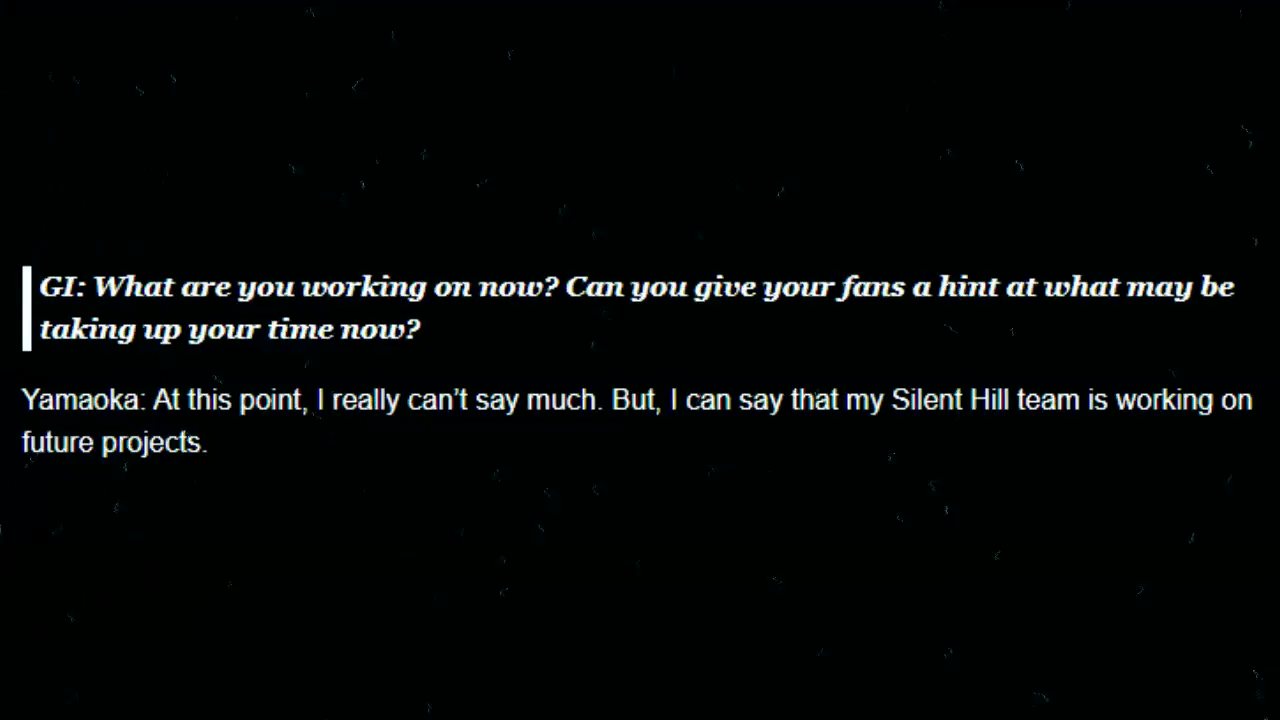 GI: What are you working on now? Can you give your fans a hint at what may be
taking up your time now?
Yamaoka: At this point, I really can’t say much. But, I can say that my Silent Hill team is working on
future projects.